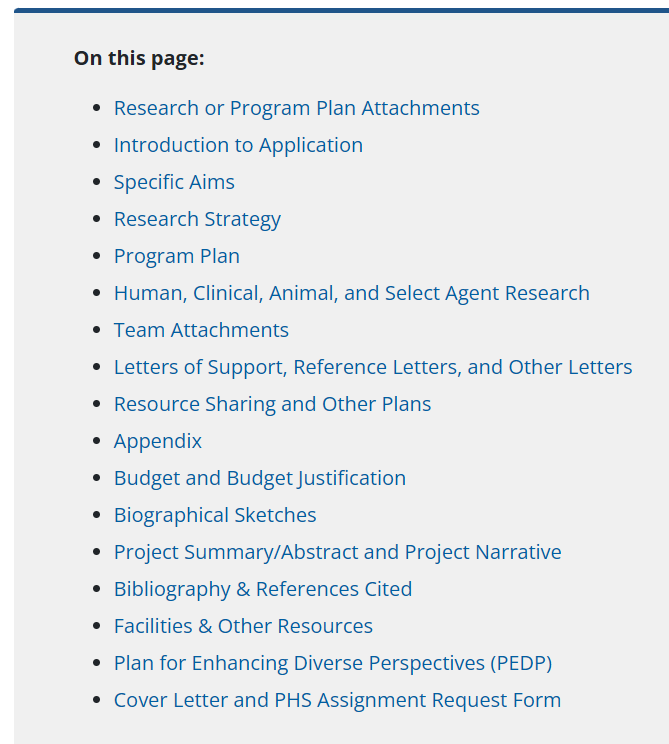 On this page:
Research or Program Plan Attachments
Introduction to Application
Specific Aims
Research Strategy
Program Plan
Human, Clinical, Animal, and Select Agent Research
Team Attachments
Letters of Support, Reference Letters, and Other Letters
Resource Sharing and Other Plans
Appendix
Budget and Budget Justification
Biographical Sketches
Project Summary/Abstract and Project Narrative
Bibliography & References Cited
Facilities & Other Resources
Plan for Enhancing Diverse Perspectives (PEDP)
Cover Letter and PHS Assignment Request Form